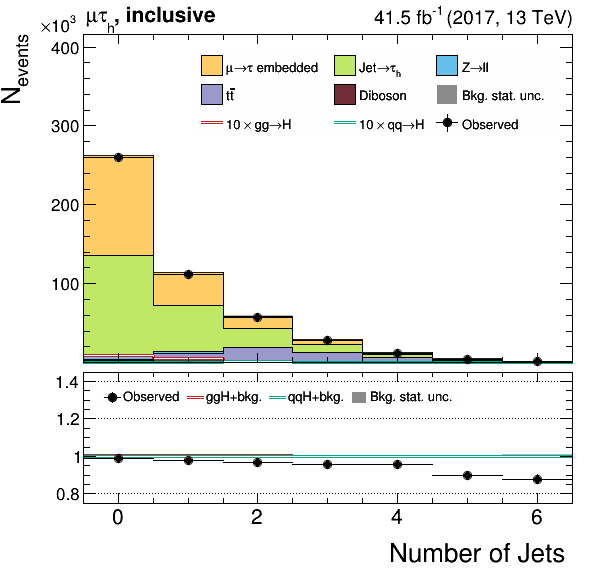 ×10³ μτₕ, inclusive 41.5 fb⁻¹ (2017, 13 TeV)
N_events
400
μ→τ embedded Jet→τₕ Z→ll
tt̄ Diboson Bkg. stat. unc.
10 × gg→H 10 × qq→H Observed
300
200
100
1.4
Observed ggH+bkg. qqH+bkg. Bkg. stat. unc.
1.2
1
0.8
0 2 4 6
Number of Jets